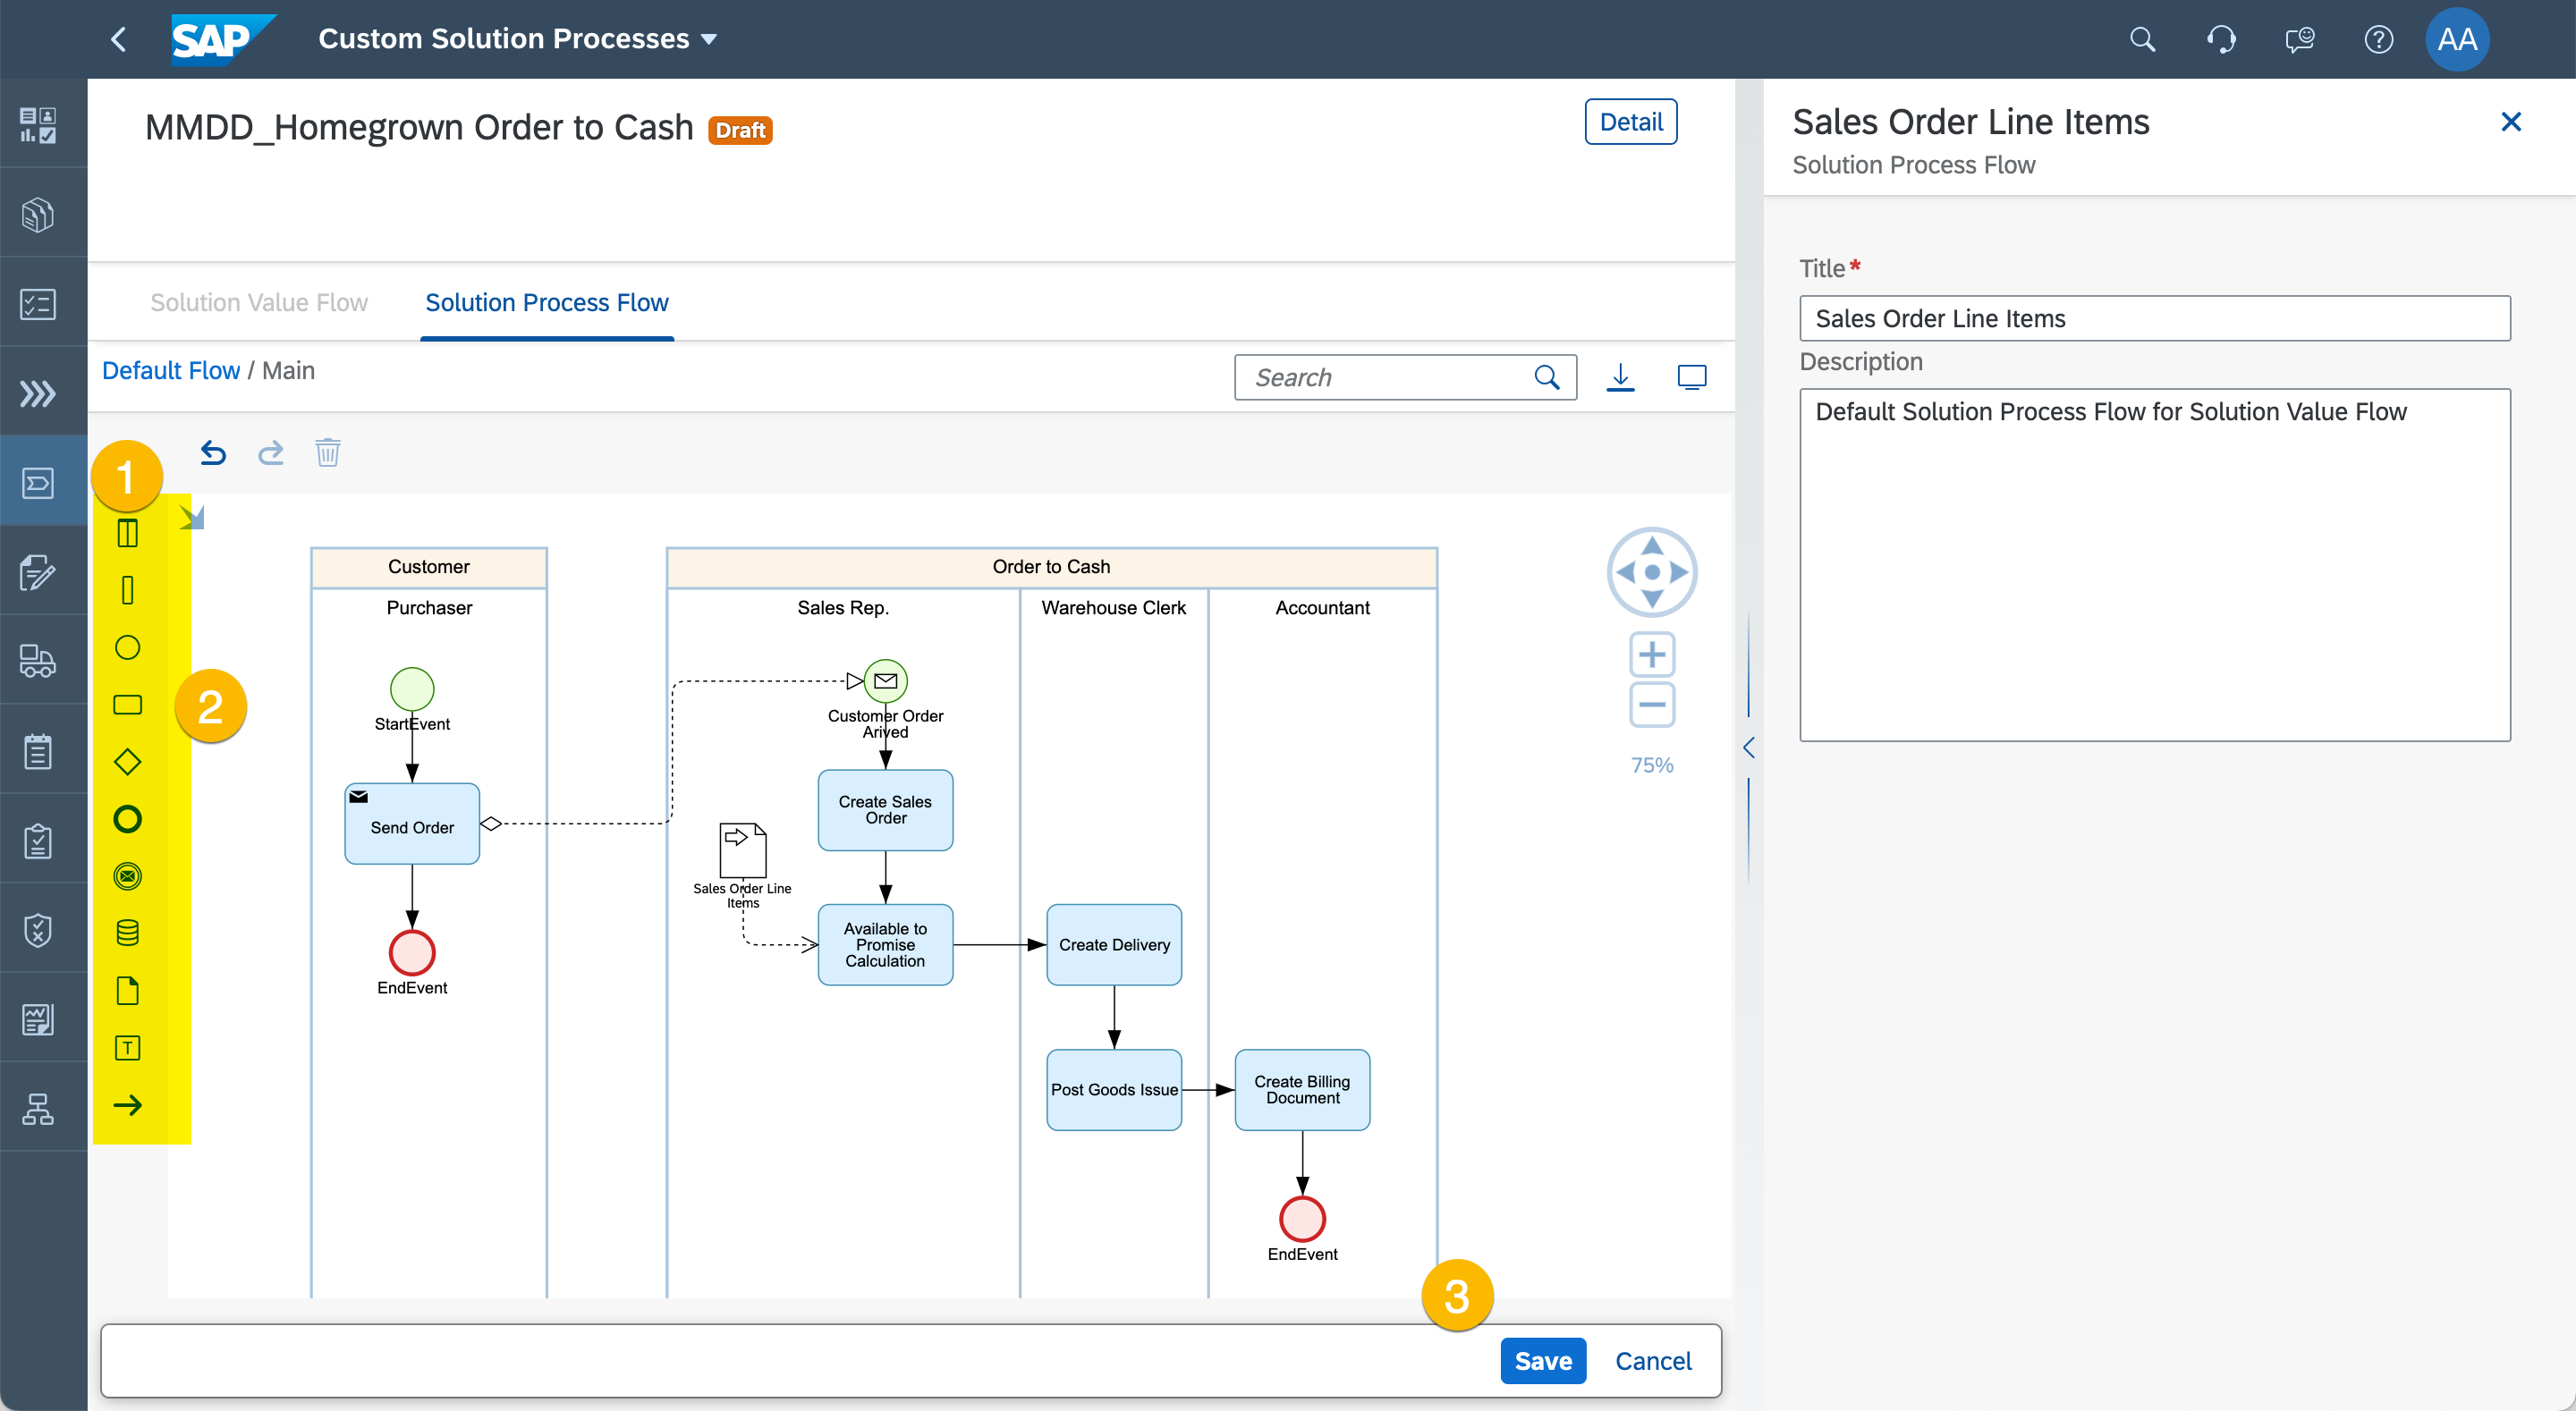 SAP
Custom Solution Processes
AA
MMDD_Homegrown Order to Cash
Draft
Detail
Solution Value Flow
Solution Process Flow
Default Flow / Main
Search
1
2
T
Customer
Purchaser
StartEvent
Send Order
EndEvent
Order to Cash
Sales Rep.
Warehouse Clerk
Accountant
Customer Order
Arived
Create Sales
Order
Sales Order Line
Items
Available to
Promise
Calculation
Create Delivery
Post Goods Issue
Create Billing
Document
EndEvent
75%
3
Save
Cancel
Sales Order Line Items
Solution Process Flow
Title*
Sales Order Line Items
Description
Default Solution Process Flow for Solution Value Flow